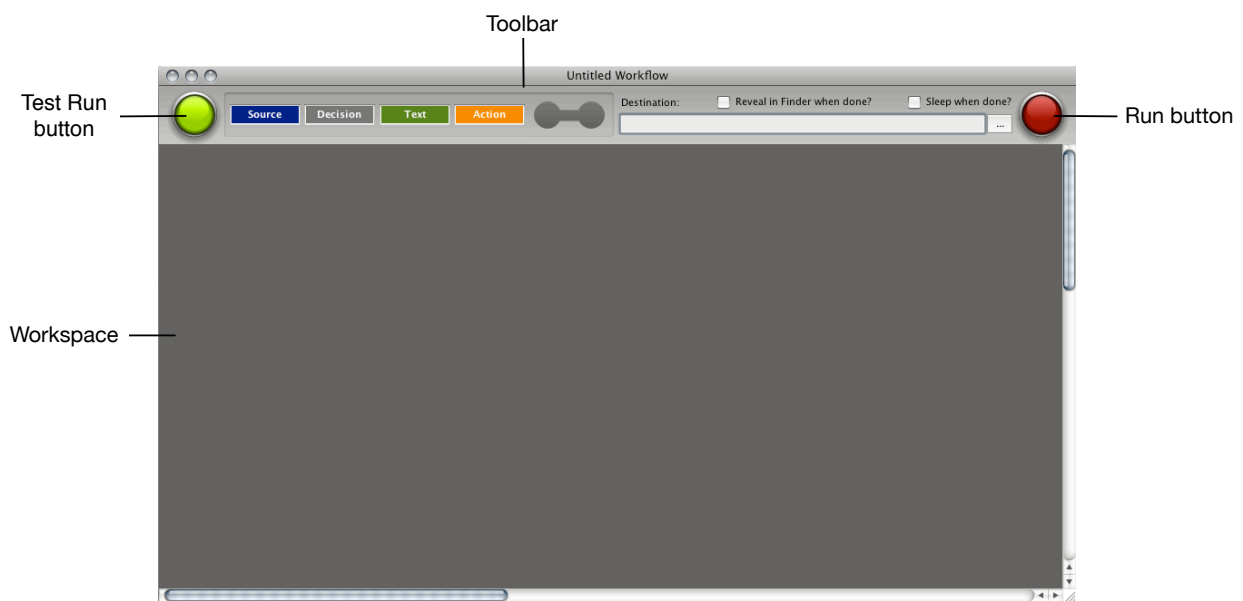 Toolbar
Untitled Workflow
Test Run
button
Source Decision Text Action
Destination: Reveal in Finder when done? Sleep when done?
...
Run button
Workspace